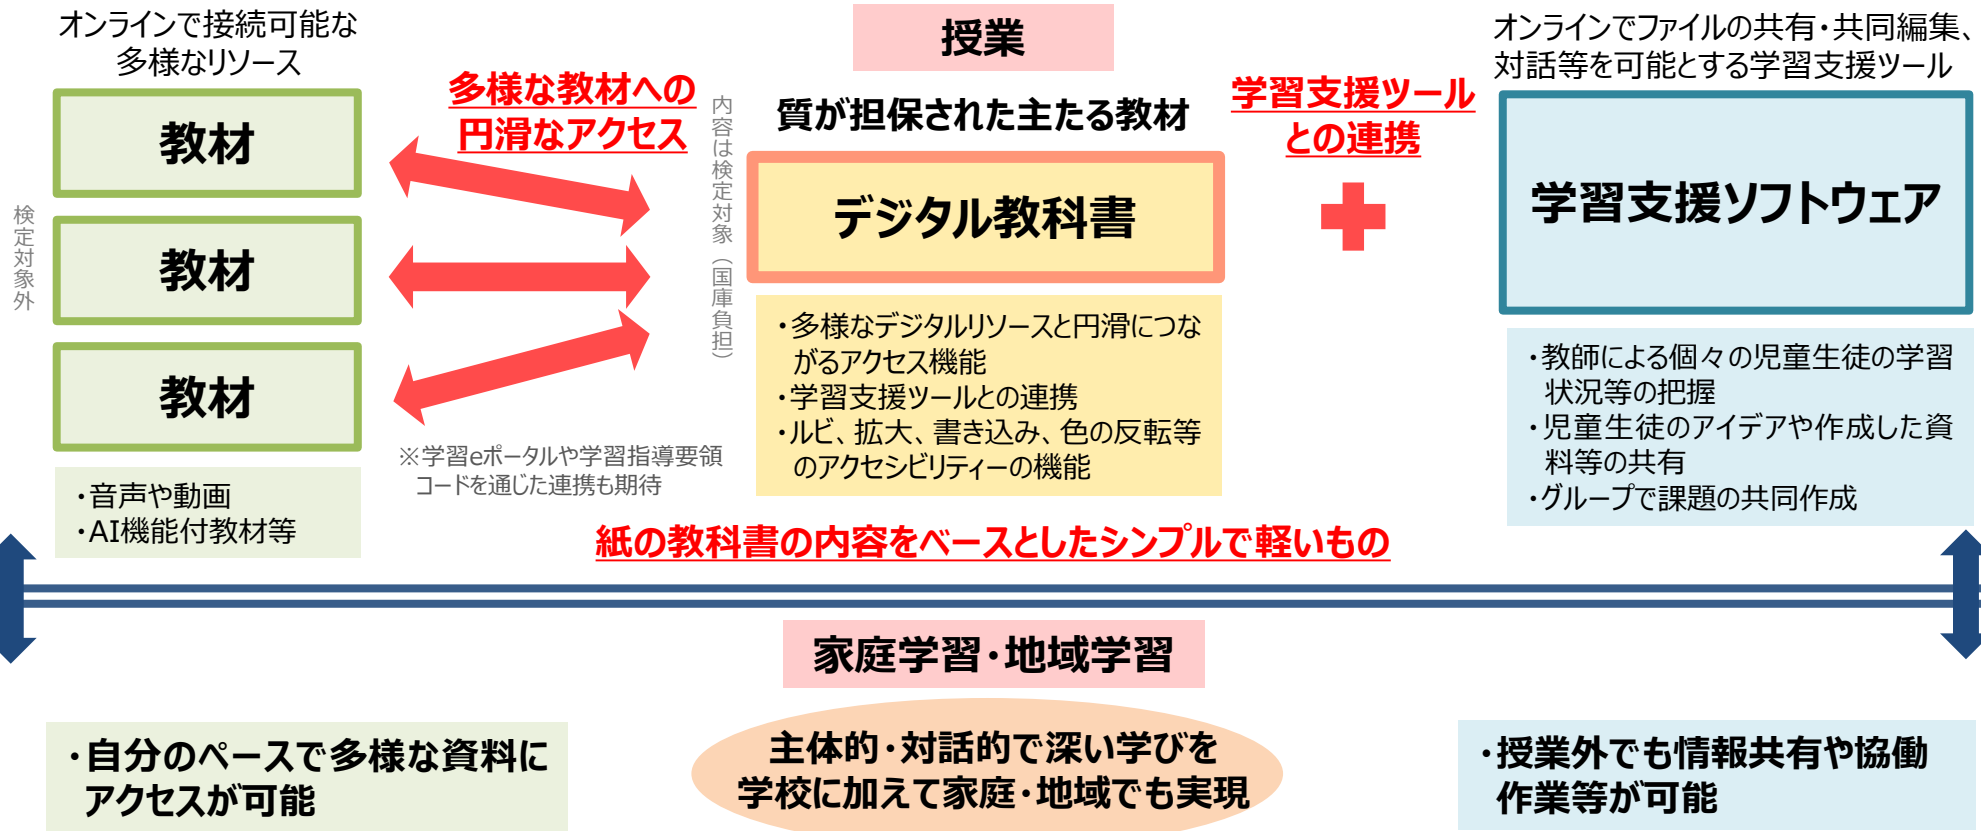 オンラインで接続可能な
多様なリソース
教材
教材
教材
検定対象外
・音声や動画
・AI機能付教材等
多様な教材への
円滑なアクセス
※学習eポータルや学習指導要領
コードを通じた連携も期待
内容は検定対象（国庫負担）
授業
質が担保された主たる教材
デジタル教科書
・多様なデジタルリソースと円滑につな
がるアクセス機能
・学習支援ツールとの連携
・ルビ、拡大、書き込み、色の反転等
のアクセシビリティーの機能
学習支援ツール
との連携
オンラインでファイルの共有・共同編集、
対話等を可能とする学習支援ツール
学習支援ソフトウェア
・教師による個々の児童生徒の学習
状況等の把握
・児童生徒のアイデアや作成した資
料等の共有
・グループで課題の共同作成
紙の教科書の内容をベースとしたシンプルで軽いもの
家庭学習・地域学習
・自分のペースで多様な資料に
アクセスが可能
主体的・対話的で深い学びを
学校に加えて家庭・地域でも実現
・授業外でも情報共有や協働
作業等が可能